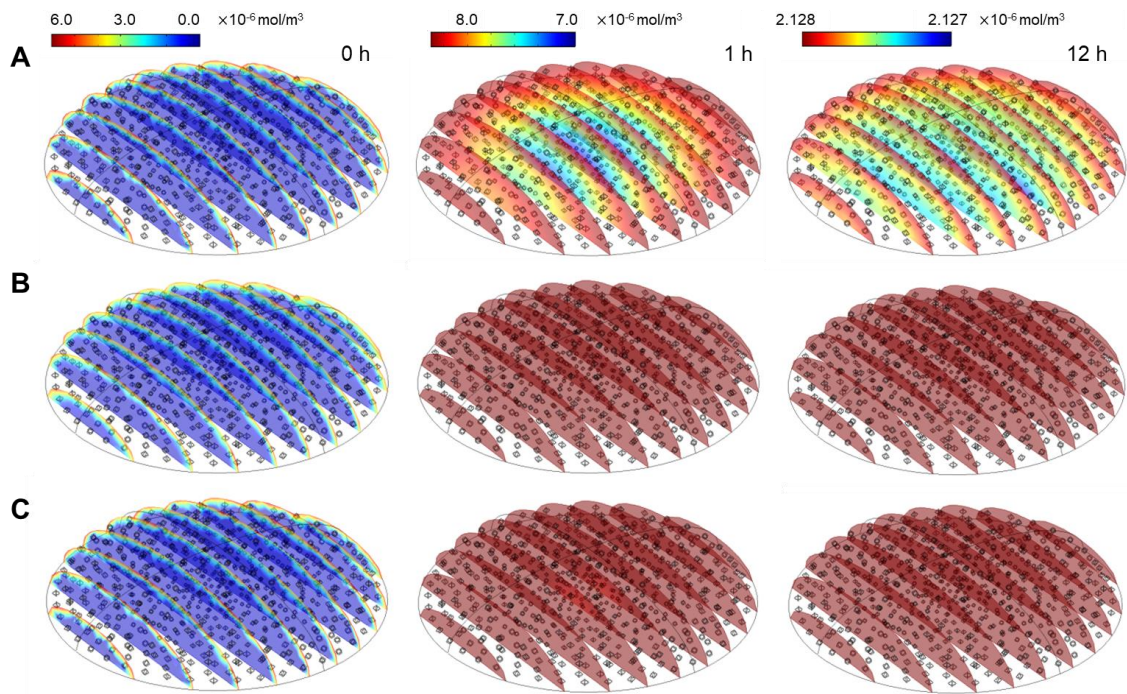 6.0 3.0 0.0 ×10⁻⁶ mol/m³
8.0 7.0 ×10⁻⁶ mol/m³
2.128 2.127 ×10⁻⁶ mol/m³
A 0 h 1 h 12 h
B
C